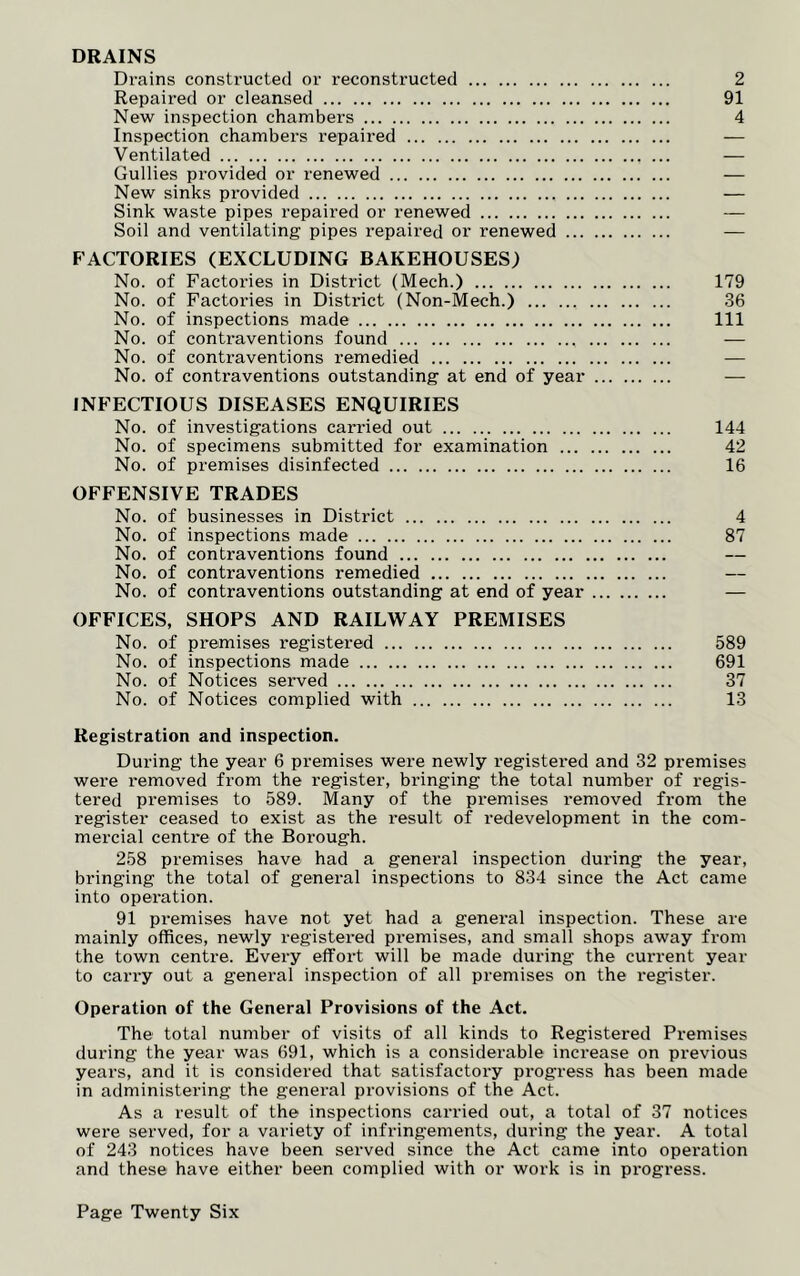 DRAINS
Drains constructed or reconstructed ... ... ... ... ... ... ... 2
Repaired or cleansed ... ... ... ... ... ... ... ... ... ... ... ... 91
New inspection chambers ... ... ... ... ... ... ... ... ... ... ... 4
Inspection chambers repaired ... ... ... ... ... ... ... ... ... —
Ventilated ... ... ... ... ... ... ... ... ... ... ... ... ... ... ... —
Gullies provided or renewed ... ... ... ... ... ... ... ... ... ... —
New sinks provided ... ... ... ... ... ... ... ... ... ... ... ... —
Sink waste pipes repaired or renewed ... ... ... ... ... ... ... —
Soil and ventilating pipes repaired or renewed ... ... ... ... —
FACTORIES (EXCLUDING BAKEHOUSES)
No. of Factories in District (Mech.) ... ... ... ... ... ... ... 179
No. of Factories in District (Non-Mech.) ... ... ... ... ... 36
No. of inspections made ... ... ... ... ... ... ... ... ... ... ... 111
No. of contraventions found ... ... ... ... ... ... ... ... ... —
No. of contraventions remedied ... ... ... ... ... ... ... ... —
No. of contraventions outstanding at end of year ... ... ... —
INFECTIOUS DISEASES ENQUIRIES
No. of investigations carried out ... ... ... ... ... ... ... ... 144
No. of specimens submitted for examination ... ... ... ... 42
No. of premises disinfected ... ... ... ... ... ... ... ... ... ... 16
OFFENSIVE TRADES
No. of businesses in District ... ... ... ... ... ... ... ... ... 4
No. of inspections made ... ... ... ... ... ... ... ... ... ... ... 87
No. of contraventions found ... ... ... ... ... ... ... ... ... —
No. of contraventions remedied ... ... ... ... ... ... ... ... —
No. of contraventions outstanding at end of year ... ... ... —
OFFICES, SHOPS AND RAILWAY PREMISES
No. of premises registered ... ... ... ... ... ... ... ... ... ... 589
No. of inspections made ... ... ... ... ... ... ... ... ... ... ... 691
No. of Notices served ... ... ... ... ... ... ... ... ... ... ... ... 37
No. of Notices complied with ... ... ... ... ... ... ... ... ... 13
Registration and inspection.
During the year 6 premises were newly registered and 32 premises
were removed from the register, bringing the total number of regis-
tered premises to 589. Many of the premises removed from the
register ceased to exist as the result of redevelopment in the com-
mercial centre of the Borough.
258 premises have had a general inspection during the year,
bringing the total of general inspections to 834 since the Act came
into operation.
91 premises have not yet had a general inspection. These are
mainly offices, newly registered premises, and small shops away from
the town centre. Every effort will be made during the current year
to carry out a general inspection of all premises on the register.
Operation of the General Provisions of the Act.
The total number of visits of all kinds to Registered Premises
during the year was 691, which is a considerable increase on previous
years, and it is considered that satisfactory progress has been made
in administering the general provisions of the Act.
As a result of the inspections carried out, a total of 37 notices
were served, for a variety of infringements, during the year. A total
of 243 notices have been served since the Act came into operation
and these have either been complied with or work is in progress.
Page Twenty Six